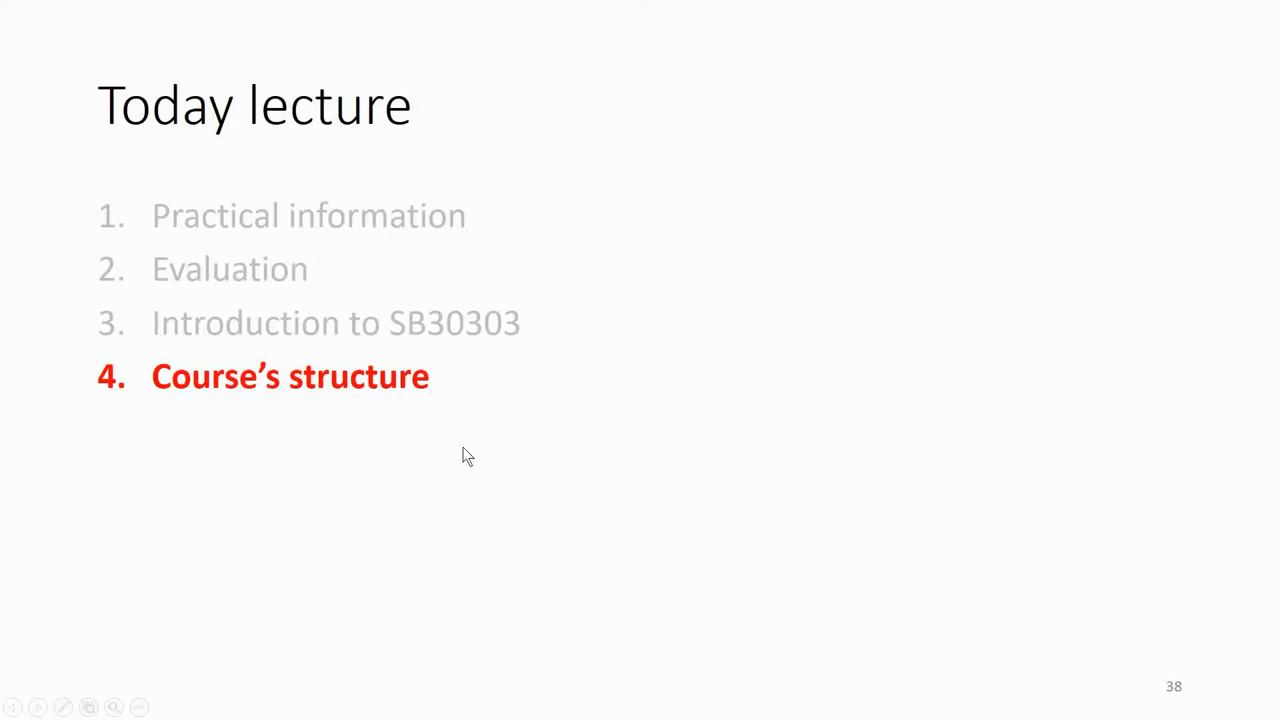 Today lecture
1. Practical information
2. Evaluation
3. Introduction to SB30303
4. Course’s structure
38